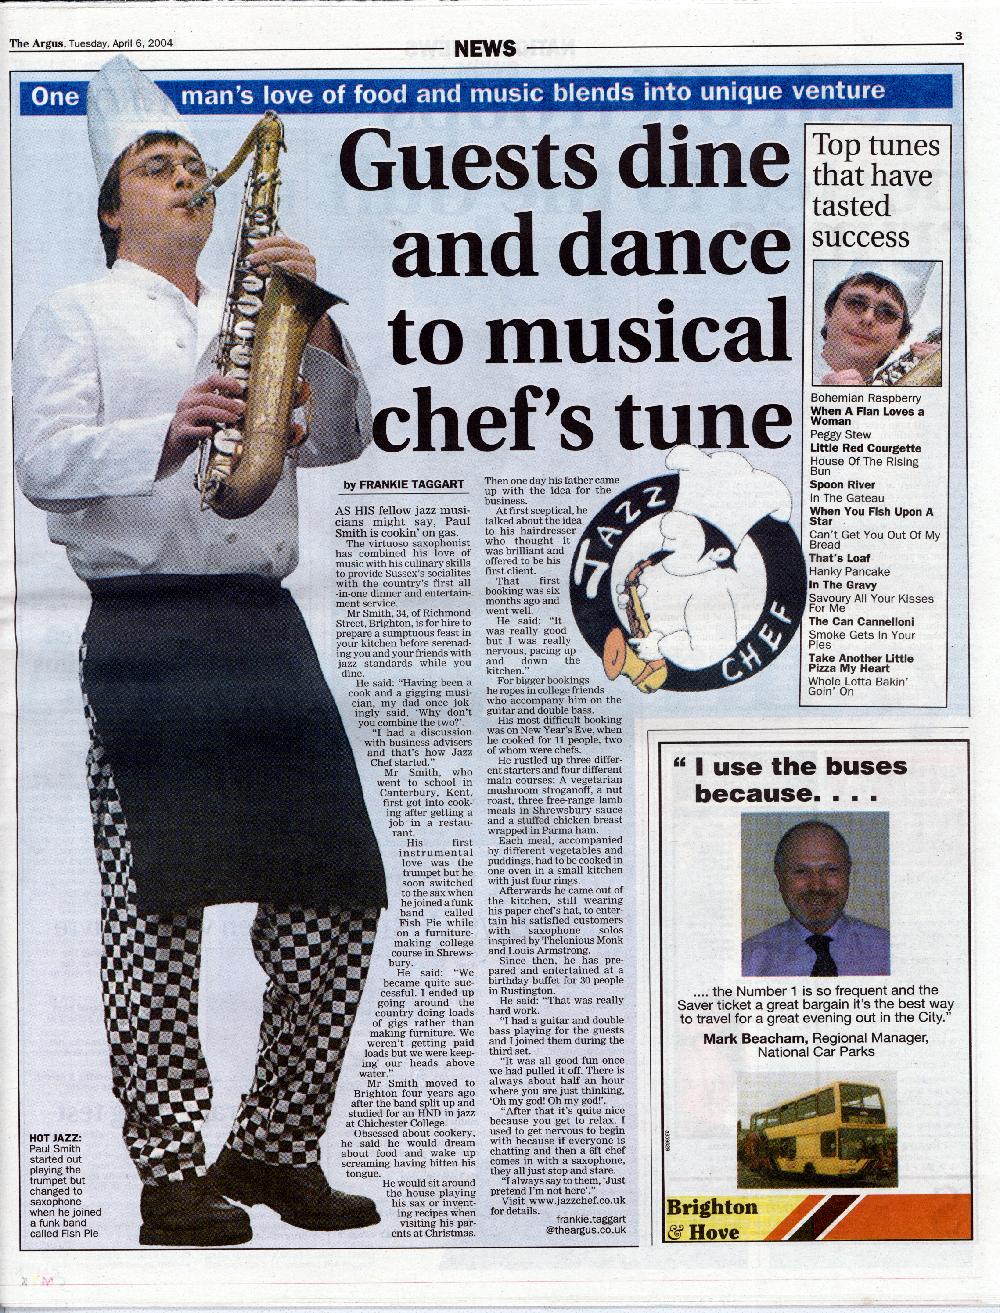 The Argus, Tuesday, April 6, 2004
NEWS
3
One man's love of food and music blends into unique venture
Guests dine
and dance
to musical
chef's tune
by FRANKIE TAGGART
AS HIS fellow jazz musi-
cians might say, Paul
Smith is cookin' on gas.
The virtuoso saxophonist
has combined his love of
music with his culinary skills
to provide Sussex's socialites
with the country's first all
-in-one dinner and entertain-
ment service.
Mr Smith, 34, of Richmond
Street, Brighton, is for hire to
prepare a sumptuous feast in
your kitchen before serenad-
ing you and your friends with
jazz standards while you
dine.
He said: "Having been a
cook and a gigging musi-
cian, my dad once jok-
ingly said, 'Why don't
you combine the two?'.
"I had a discussion
with business advisers
and that's how Jazz
Chef started."
Mr Smith, who
went to school in
Canterbury, Kent,
first got into cook-
ing after getting a
job in a restau-
rant.
His first
instrumental
love was the
trumpet but he
soon switched
to the sax when
he joined a funk
band called
Fish Pie while
on a furniture-
making college
course in Shrews-
bury.
He said: "We
became quite suc-
cessful. I ended up
going around the
country doing loads
of gigs rather than
making furniture. We
weren't getting paid
loads but we were keep-
ing our heads above
water."
Mr Smith moved to
Brighton four years ago
after the band split up and
studied for an HND in jazz
at Chichester College.
Obsessed about cookery,
he said he would dream
about food and wake up
screaming having bitten his
tongue.
He would sit around
the house playing
his sax or invent-
ing recipes when
visiting his par-
ents at Christmas.
Then one day his father came
up with the idea for the
business.
At first sceptical, he
talked about the idea
to his hairdresser
who thought it
was brilliant and
offered to be his
first client.
That first
booking was six
months ago and
went well.
He said: "It
was really good
but I was really
nervous, pacing up
and down the
kitchen."
For bigger bookings
he ropes in college friends
who accompany him on the
guitar and double bass.
His most difficult booking
was on New Year's Eve, when
he cooked for 11 people, two
of whom were chefs.
He rustled up three differ-
ent starters and four different
main courses: A vegetarian
mushroom stroganoff, a nut
roast, three free-range lamb
meals in Shrewsbury sauce
and a stuffed chicken breast
wrapped in Parma ham.
Each meal, accompanied
by different vegetables and
puddings, had to be cooked in
one oven in a small kitchen
with just four rings.
Afterwards he came out of
the kitchen, still wearing
his paper chef's hat, to enter-
tain his satisfied customers
with saxophone solos
inspired by Thelonious Monk
and Louis Armstrong.
Since then, he has pre-
pared and entertained at a
birthday buffet for 30 people
in Rustington.
He said: "That was really
hard work.
"I had a guitar and double
bass playing for the guests
and I joined them during the
third set.
"It was all good fun once
we had pulled it off. There is
always about half an hour
where you are just thinking,
'Oh my god! Oh my god!'.
"After that it's quite nice
because you get to relax. I
used to get nervous to begin
with because if everyone is
chatting and then a 6ft chef
comes in with a saxophone,
they all just stop and stare.
"I always say to them, 'Just
pretend I'm not here'."
Visit www.jazzchef.co.uk
for details.
frankie.taggart
@theargus.co.uk
JAZZ
CHEF
Top tunes
that have
tasted
success
Bohemian Raspberry
When A Flan Loves a
Woman
Peggy Stew
Little Red Courgette
House Of The Rising
Bun
Spoon River
In The Gateau
When You Fish Upon A
Star
Can't Get You Out Of My
Bread
That's Loaf
Hanky Pancake
In The Gravy
Savoury All Your Kisses
For Me
The Can Cannelloni
Smoke Gets In Your
Pies
Take Another Little
Pizza My Heart
Whole Lotta Bakin'
Goin' On
HOT JAZZ:
Paul Smith
started out
playing the
trumpet but
changed to
saxophone
when he joined
a funk band
called Fish Pie
" I use the buses
because. . . .
.... the Number 1 is so frequent and the
Saver ticket a great bargain it's the best way
to travel for a great evening out in the City."
Mark Beacham, Regional Manager,
National Car Parks
Brighton
& Hove